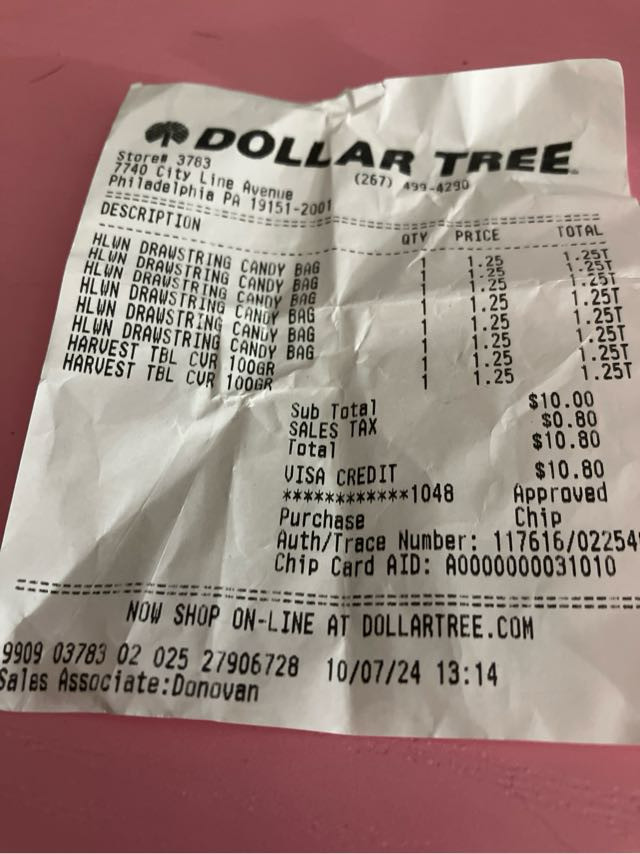 DOLLAR TREE
Store# 3783
7740 City Line Avenue
Philadelphia PA 19151-2001
(267) 499-4290
DESCRIPTION QTY PRICE TOTAL
HLWN DRAWSTRING CANDY BAG 1 1.25 1.25T
HLWN DRAWSTRING CANDY BAG 1 1.25 1.25T
HLWN DRAWSTRING CANDY BAG 1 1.25 1.25T
HLWN DRAWSTRING CANDY BAG 1 1.25 1.25T
HLWN DRAWSTRING CANDY BAG 1 1.25 1.25T
HLWN DRAWSTRING CANDY BAG 1 1.25 1.25T
HARVEST TBL CVR 100GR 1 1.25 1.25T
HARVEST TBL CVR 100GR 1 1.25 1.25T
Sub Total $10.00
SALES TAX $0.80
Total $10.80
VISA CREDIT $10.80
************1048 Approved
Purchase Chip
Auth/Trace Number: 117616/02254
Chip Card AID: A0000000031010
NOW SHOP ON-LINE AT DOLLARTREE.COM
9909 03783 02 025 27906728 10/07/24 13:14
Sales Associate:Donovan